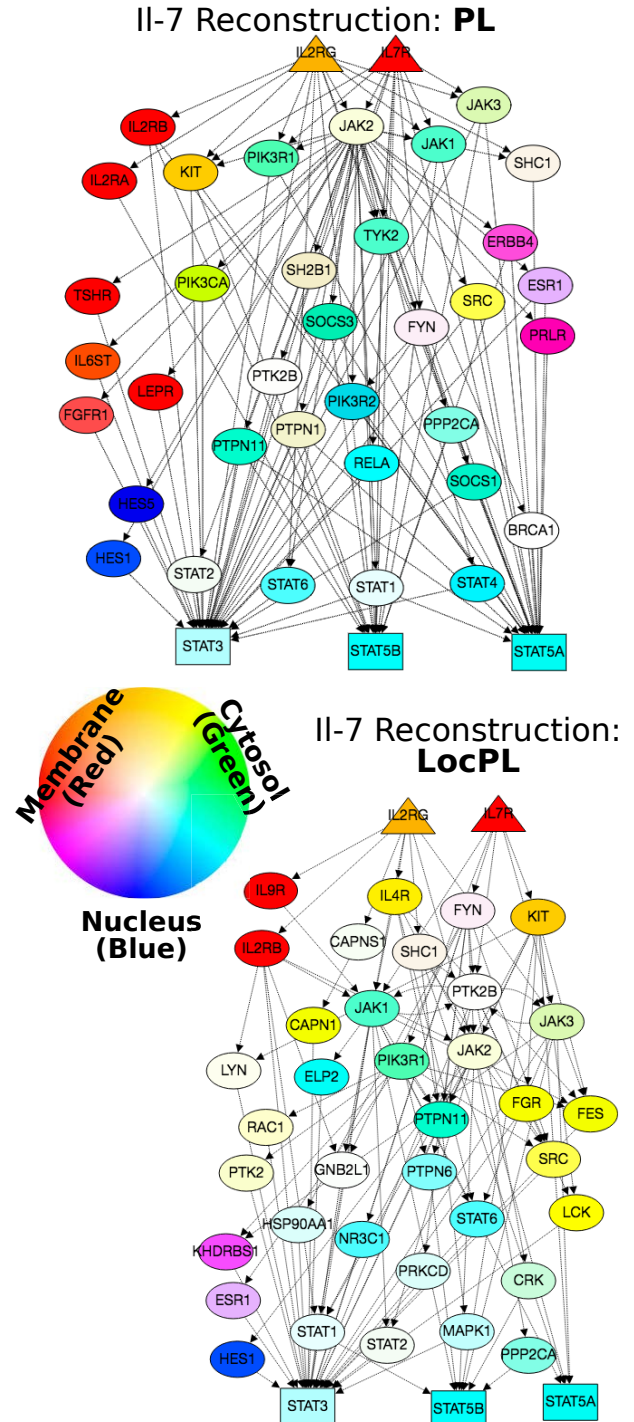 Il-7 Reconstruction: PL
IL2RG
IL7R
JAK3
IL2RB
JAK2
PIK3R1
JAK1
SHC1
IL2RA
KIT
TYK2
ERBB4
SH2B1
PIK3CA
ESR1
TSHR
SRC
SOCS3
FYN
PRLR
IL6ST
PTK2B
LEPR
PIK3R2
FGFR1
PTPN1
PPP2CA
PTPN11
RELA
SOCS1
HES5
BRCA1
HES1
STAT2
STAT6
STAT1
STAT4
STAT3
STAT5B
STAT5A
Membrane
(Red)
Cytosol
(Green)
Nucleus
(Blue)
Il-7 Reconstruction:
LocPL
IL2RG
IL7R
IL9R
IL4R
FYN
KIT
CAPNS1
IL2RB
SHC1
PTK2B
JAK1
CAPN1
JAK3
JAK2
PIK3R1
LYN
ELP2
FGR
FES
RAC1
PTPN11
SRC
PTK2
GNB2L1
PTPN6
LCK
HSP90AA1
NR3C1
STAT6
KHDRBS1
PRKCD
CRK
ESR1
STAT1
STAT2
MAPK1
HES1
PPP2CA
STAT3
STAT5B
STAT5A